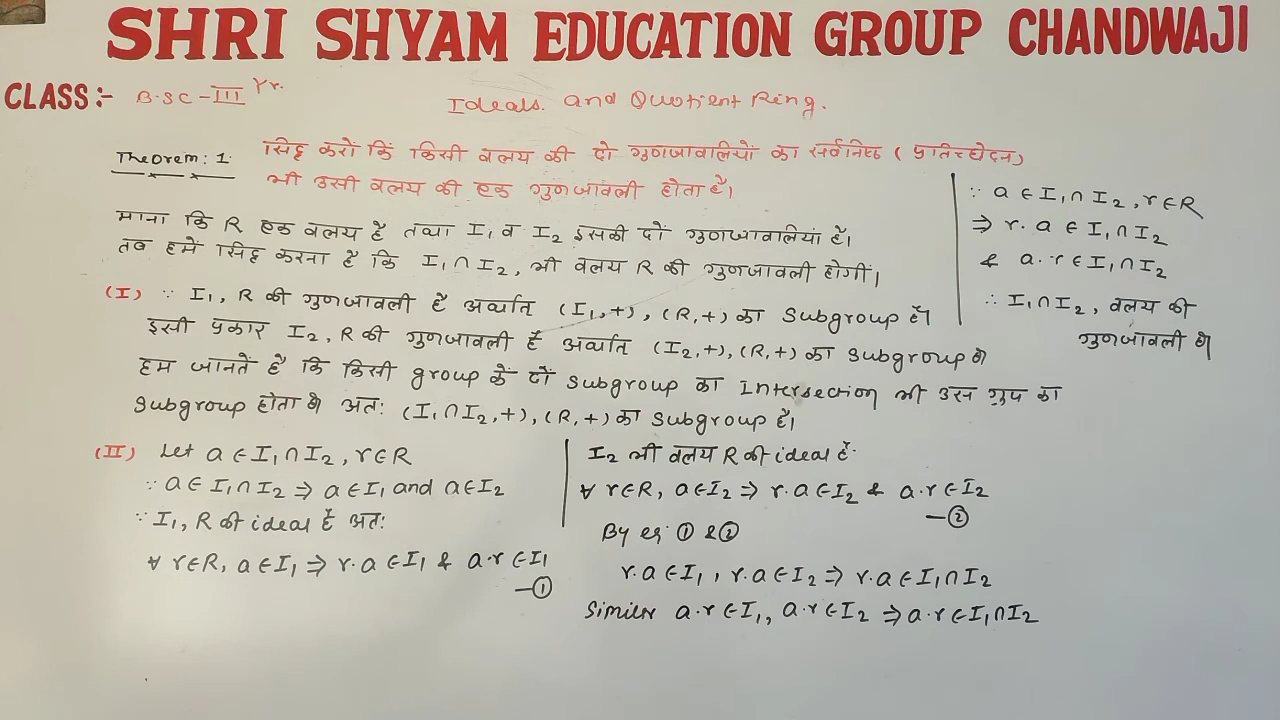 SHRI SHYAM EDUCATION GROUP CHANDWAJI
CLASS:- B.SC-III Yr.
Ideals and Quotient Ring.
Theorem: 1. सिद्ध करों कि किसी वलय की दो गुणजावालियों का सर्वनिष्ठ (प्रतिच्छेदन)
भी उसी वलय की एक गुणजावली होता है।
माना कि R एक वलय है तथा I₁ व I₂ इसकी दो गुणजावालियां है।
तब हमें सिद्ध करना है कि I₁∩I₂, भी वलय R की गुणजावली होगी।
(I) ∵ I₁, R की गुणजावली है अर्थात (I₁,+), (R,+) का Subgroup है।
इसी प्रकार I₂, R की गुणजावली है अर्थात (I₂,+), (R,+) का Subgroup है
हम जानतें है कि किसी group कें दों Subgroup का Intersection भी उस ग्रुप का
Subgroup होता है अतः (I₁∩I₂,+), (R,+) का Subgroup है।
(II) Let a∈I₁∩I₂, r∈R
∵ a∈I₁∩I₂ ⇒ a∈I₁ and a∈I₂
∵ I₁, R की ideal है अतः
∀ r∈R, a∈I₁ ⇒ r.a∈I₁ & a.r∈I₁
—①
I₂ भी वलय R की ideal है
∀ r∈R, a∈I₂ ⇒ r.a∈I₂ & a.r∈I₂
—②
By eq. ① & ②
r.a∈I₁, r.a∈I₂ ⇒ r.a∈I₁∩I₂
a.r∈I₁, a.r∈I₂ ⇒ a.r∈I₁∩I₂
∵ a∈I₁∩I₂, r∈R
⇒ r.a∈I₁∩I₂
& a.r∈I₁∩I₂
∴ I₁∩I₂, वलय की
गुणजावली है